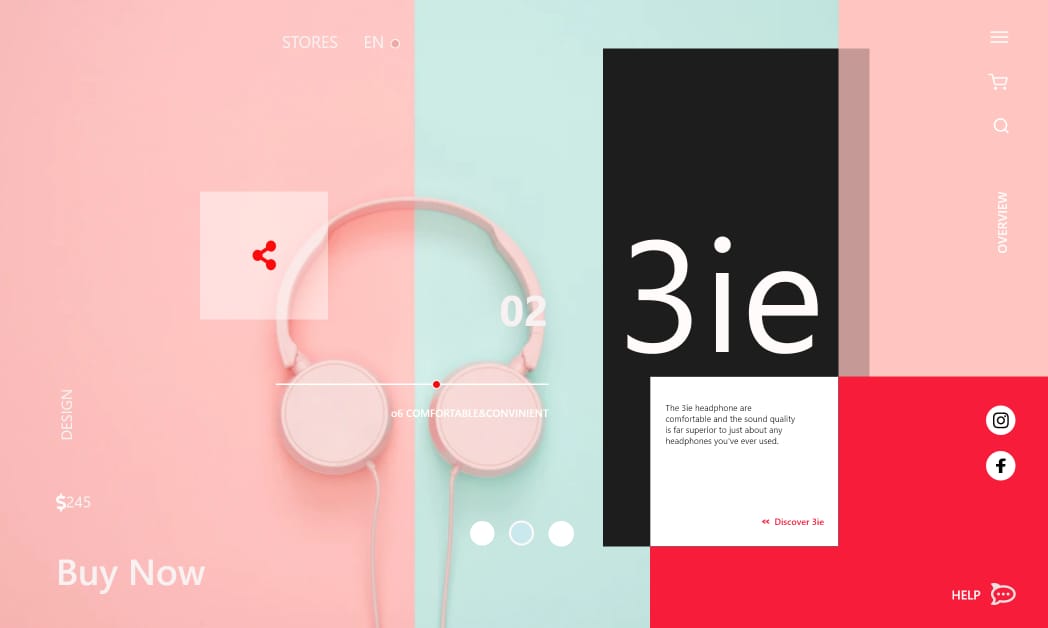 STORES EN
OVERVIEW
3ie
02
o6 COMFORTABLE&CONVINIENT
DESIGN
The 3ie headphone are
comfortable and the sound quality
is far superior to just about any
headphones you've ever used.
$245
« Discover 3ie
Buy Now
HELP